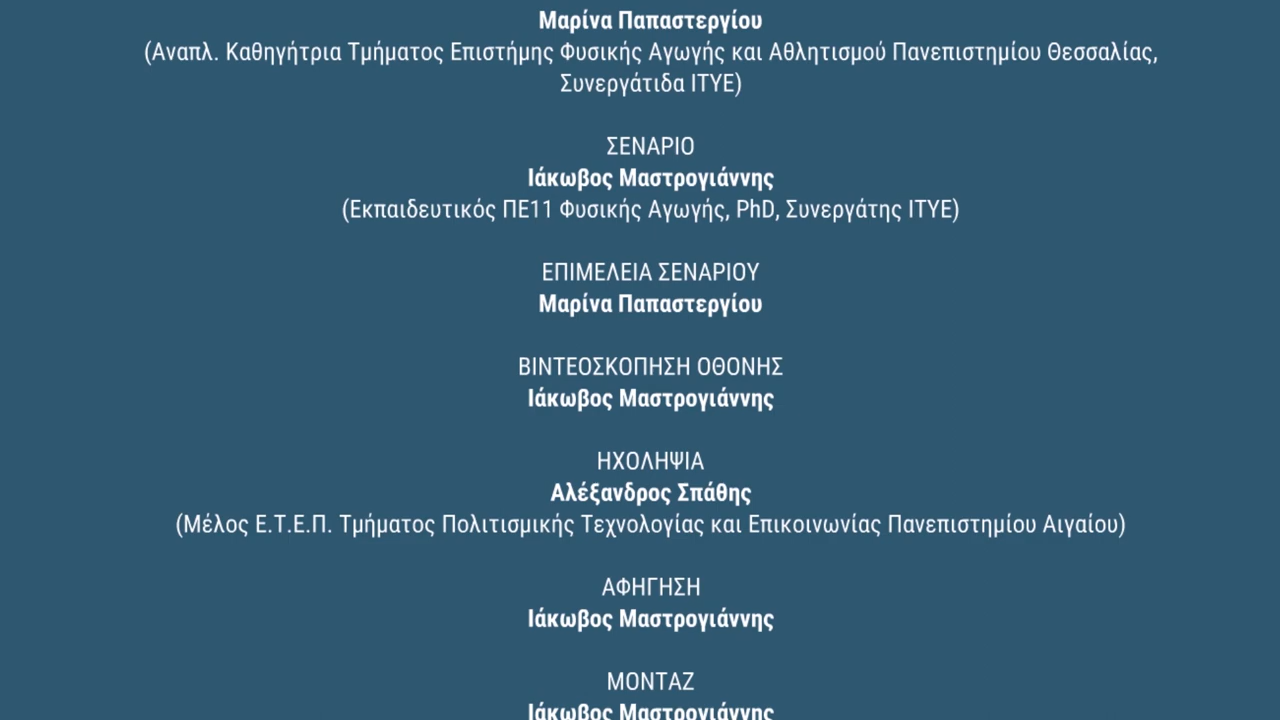 Μαρίνα Παπαστεργίου
(Αναπλ. Καθηγήτρια Τμήματος Επιστήμης Φυσικής Αγωγής και Αθλητισμού Πανεπιστημίου Θεσσαλίας,
Συνεργάτιδα ΙΤΥΕ)
ΣΕΝΑΡΙΟ
Ιάκωβος Μαστρογιάννης
(Εκπαιδευτικός ΠΕ11 Φυσικής Αγωγής, PhD, Συνεργάτης ΙΤΥΕ)
ΕΠΙΜΕΛΕΙΑ ΣΕΝΑΡΙΟΥ
Μαρίνα Παπαστεργίου
ΒΙΝΤΕΟΣΚΟΠΗΣΗ ΟΘΟΝΗΣ
Ιάκωβος Μαστρογιάννης
ΗΧΟΛΗΨΙΑ
Αλέξανδρος Σπάθης
(Μέλος Ε.Τ.Ε.Π. Τμήματος Πολιτισμικής Τεχνολογίας και Επικοινωνίας Πανεπιστημίου Αιγαίου)
ΑΦΗΓΗΣΗ
Ιάκωβος Μαστρογιάννης
ΜΟΝΤΑΖ
Ιάκωβος Μαστρογιάννης